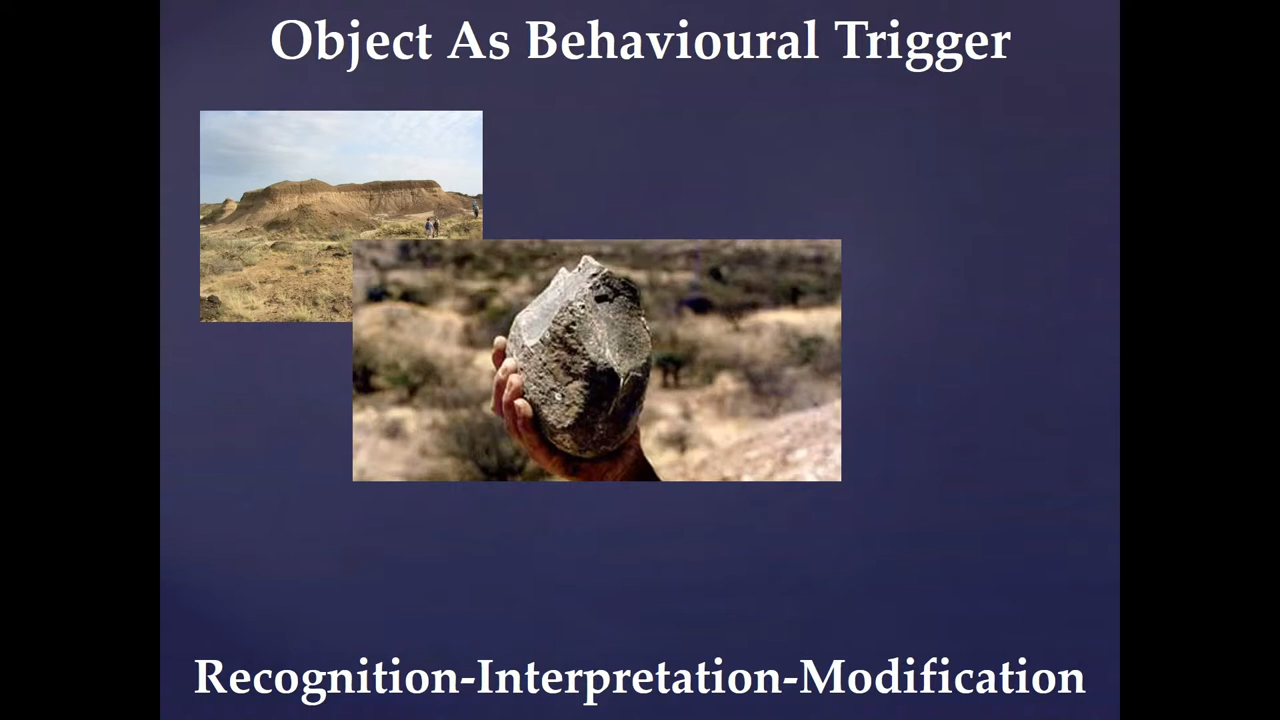 Object As Behavioural Trigger
Recognition-Interpretation-Modification